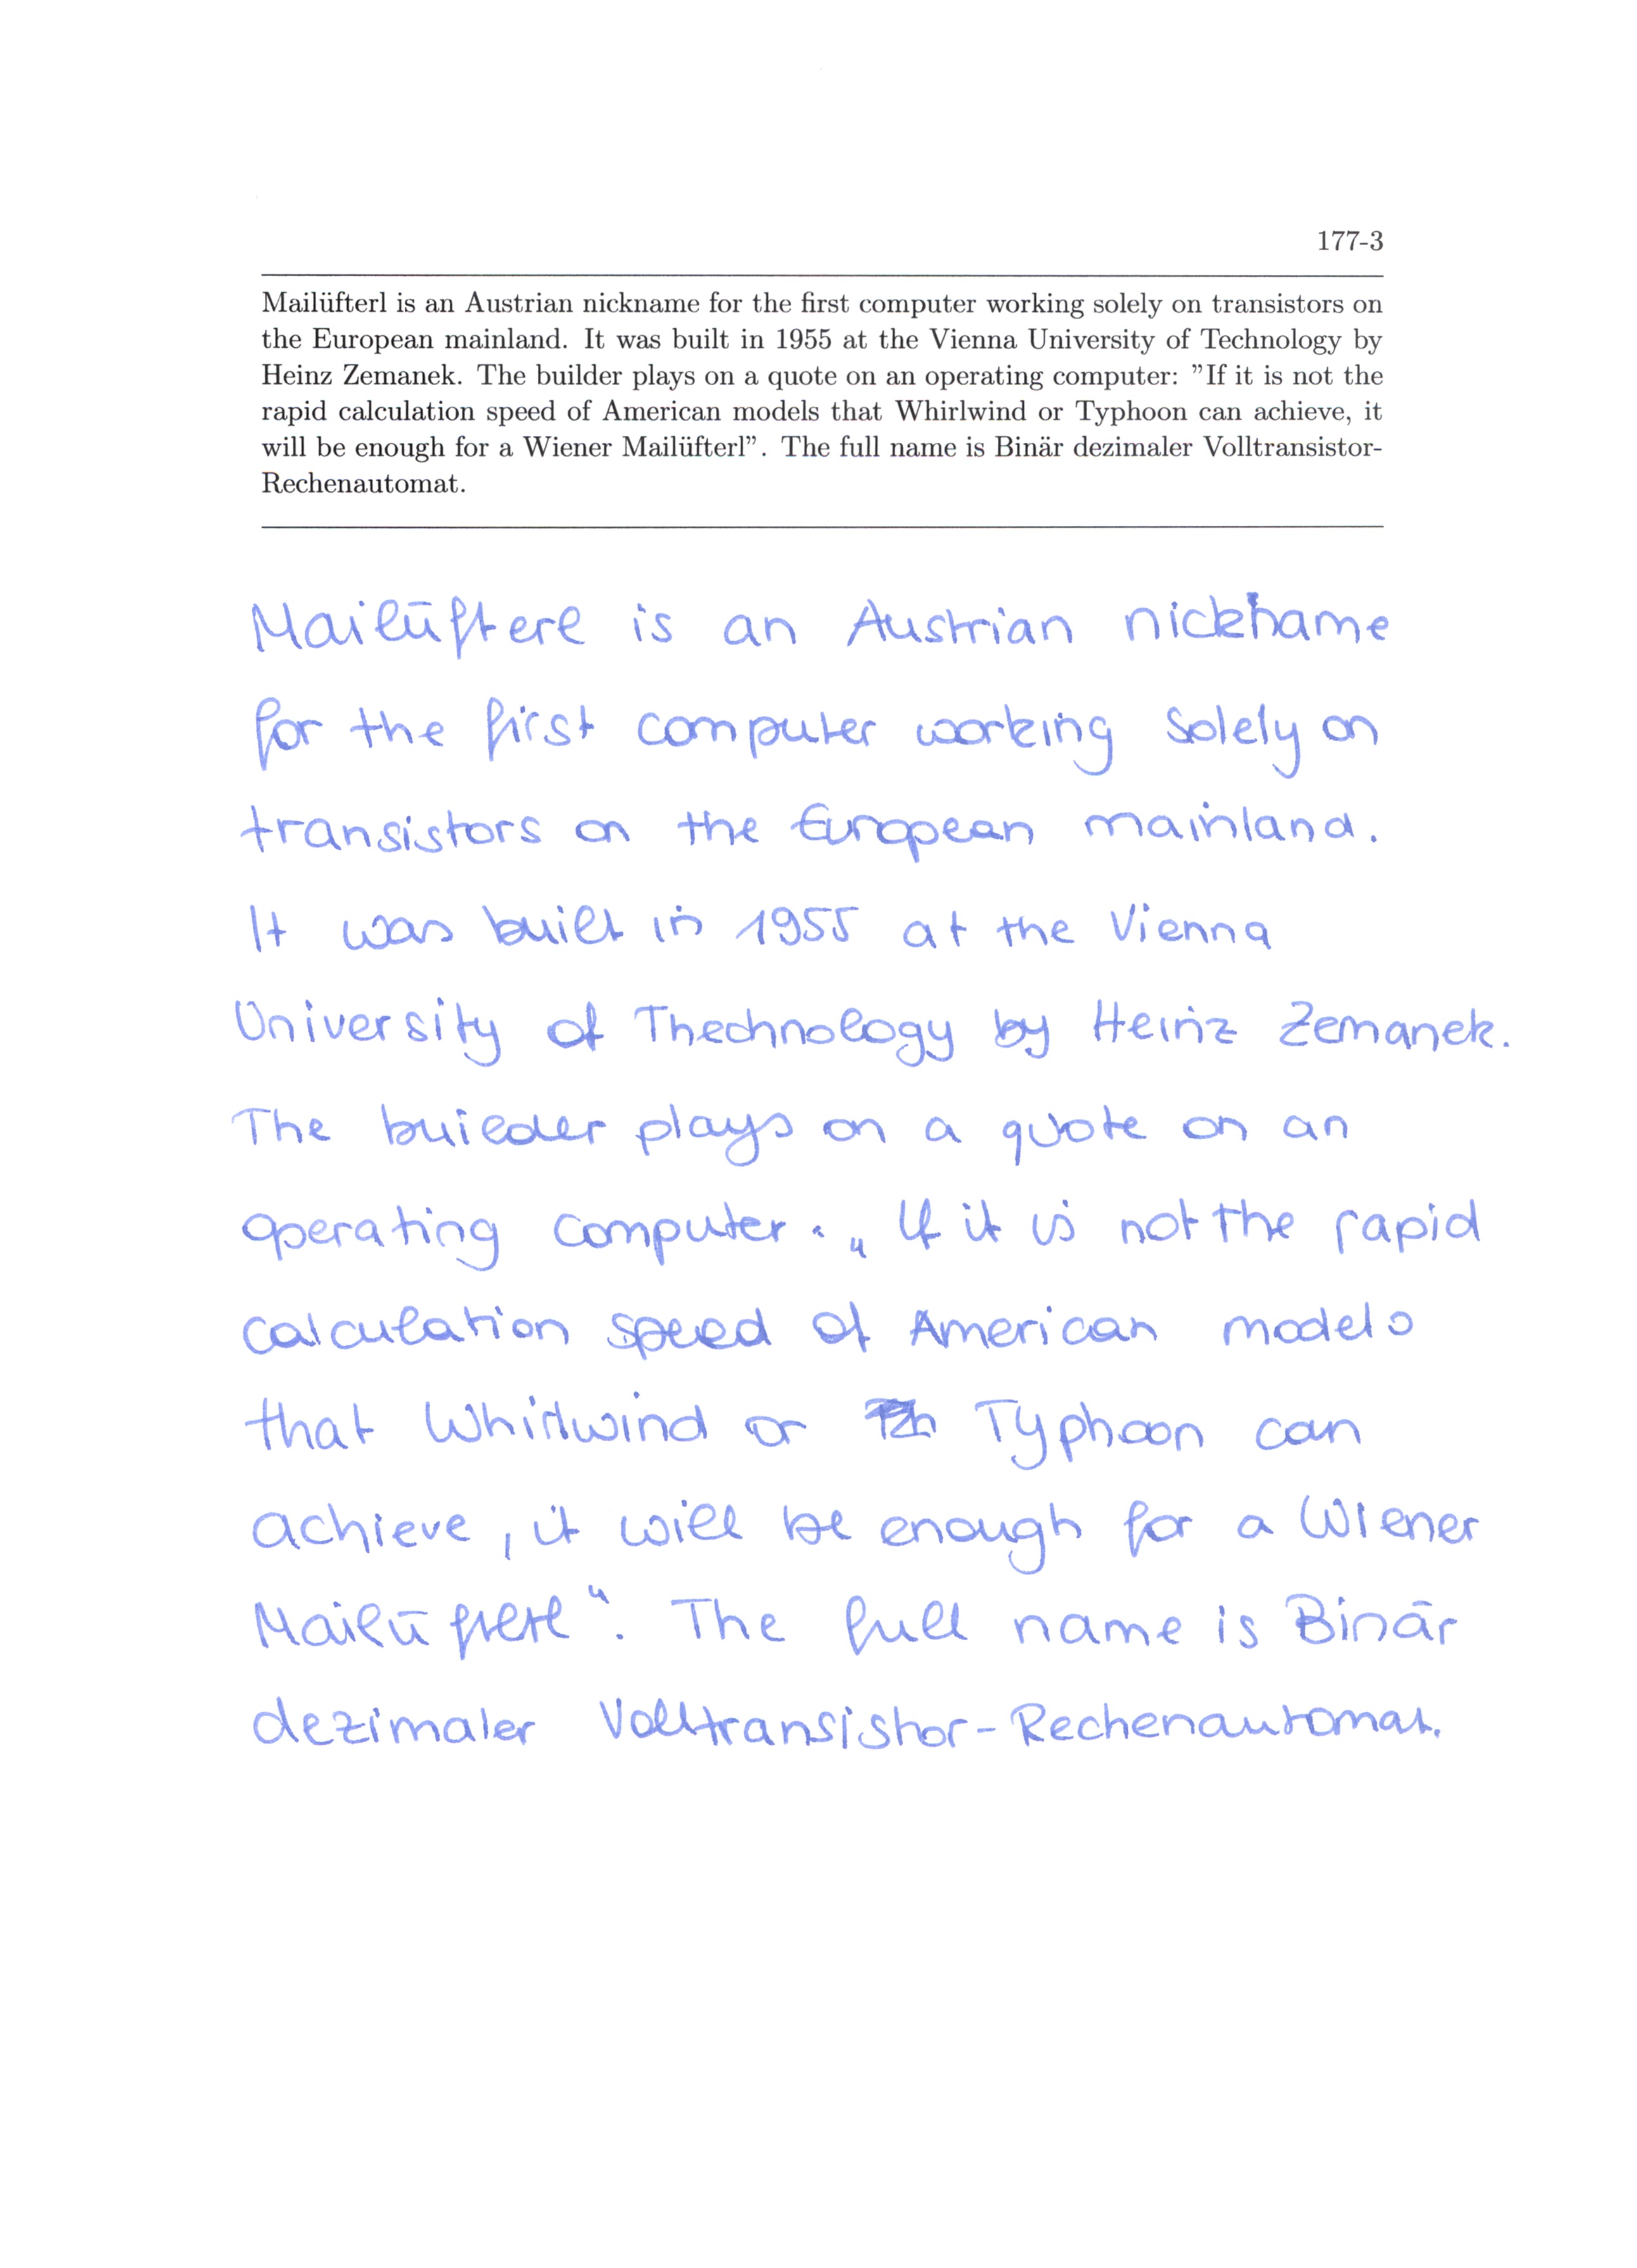 177-3
Mailüfterl is an Austrian nickname for the first computer working solely on transistors on
the European mainland. It was built in 1955 at the Vienna University of Technology by
Heinz Zemanek. The builder plays on a quote on an operating computer: ”If it is not the
rapid calculation speed of American models that Whirlwind or Typhoon can achieve, it
will be enough for a Wiener Mailüfterl”. The full name is Binär dezimaler Volltransistor-
Rechenautomat.
Mailüfterl is an Austrian nickname
for the first computer working solely on
transistors on the European mainland.
It was built in 1955 at the Vienna
University of Thechnology by Heinz Zemanek.
The builder plays on a quote on an
operating computer: „If it is not the rapid
calculation speed of American models
that Whirlwind or Typhoon can
achieve, it will be enough for a Wiener
Mailüfterl“. The full name is Binär
dezimaler Volltransistor-Rechenautomat.